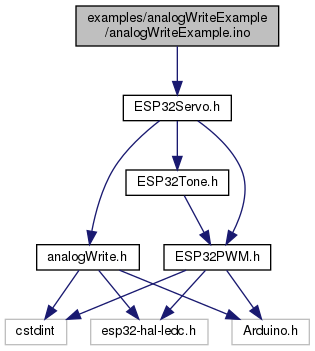 examples/analogWriteExample
/analogWriteExample.ino
ESP32Servo.h
ESP32Tone.h
analogWrite.h
ESP32PWM.h
cstdint
esp32-hal-ledc.h
Arduino.h